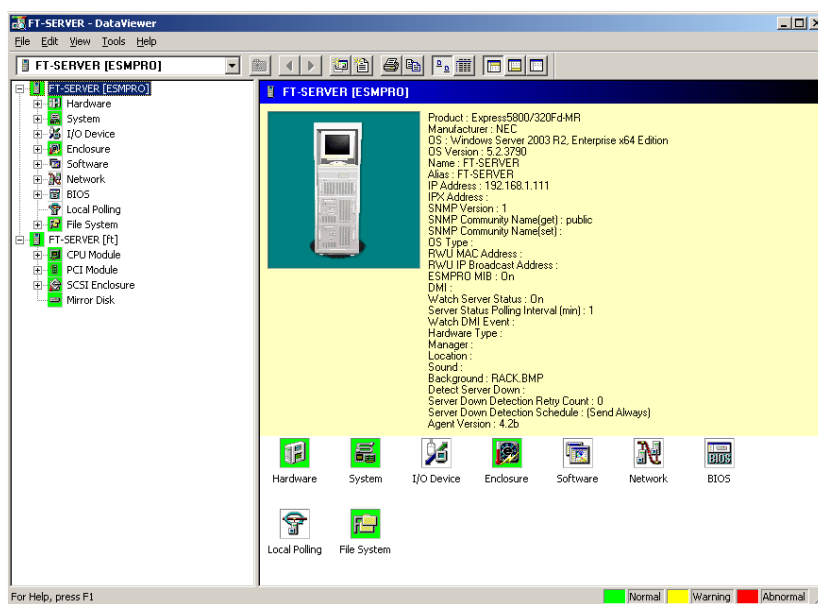 FT-SERVER - DataViewer
File Edit View Tools Help
FT-SERVER [ESMPRO]
FT-SERVER [ESMPRO]
Hardware
System
I/O Device
Enclosure
Software
Network
BIOS
Local Polling
File System
FT-SERVER [ft]
CPU Module
PCI Module
SCSI Enclosure
Mirror Disk
FT-SERVER [ESMPRO]
Product : Express5800/320Fd-MR
Manufacturer : NEC
OS : Windows Server 2003 R2, Enterprise x64 Edition
OS Version : 5.2.3790
Name : FT-SERVER
Alias : FT-SERVER
IP Address : 192.168.1.111
IPX Address :
SNMP Version : 1
SNMP Community Name(get) : public
SNMP Community Name(set) :
OS Type :
RWU MAC Address :
RWU IP Broadcast Address :
ESMPRO MIB : On
DMI :
Watch Server Status : On
Server Status Polling Interval (min) : 1
Watch DMI Event :
Hardware Type :
Manager :
Location :
Sound :
Background : RACK.BMP
Detect Server Down :
Server Down Detection Retry Count : 0
Server Down Detection Schedule : (Send Always)
Agent Version : 4.2b
Hardware System I/O Device Enclosure Software Network BIOS
BIOS
Local Polling File System
For Help, press F1 Normal Warning Abnormal